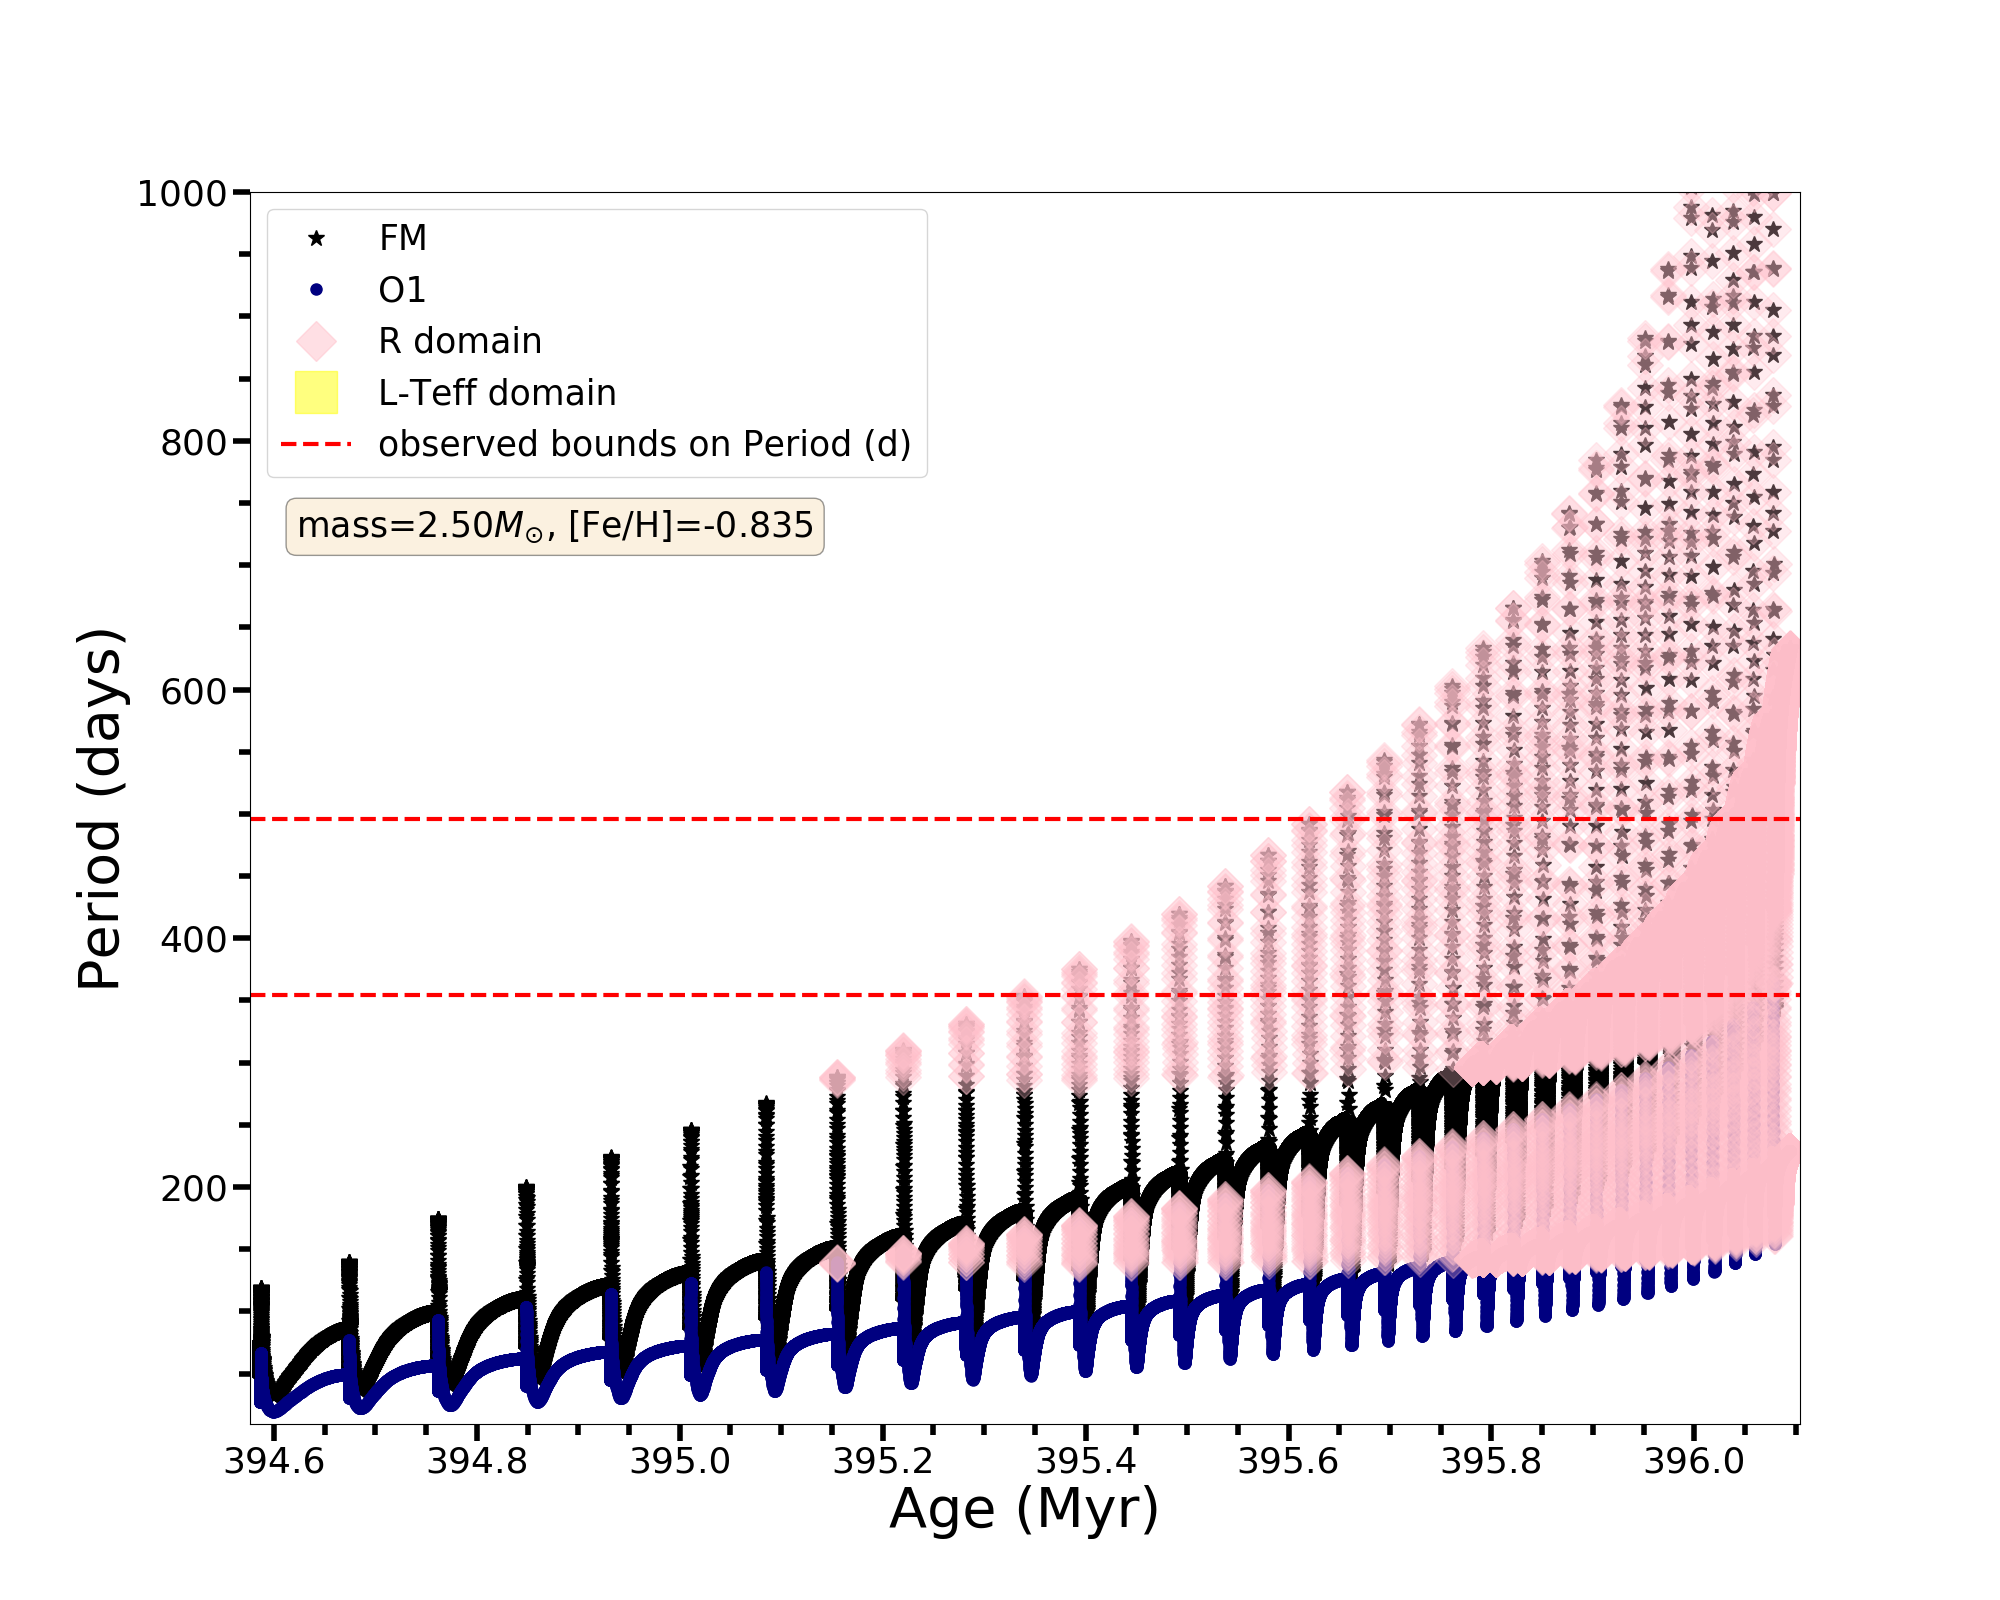 1000
800
600
400
200
Period (days)
FM
O1
R domain
L-Teff domain
observed bounds on Period (d)
mass=2.50M☉, [Fe/H]=-0.835
394.6 394.8 395.0 395.2 395.4 395.6 395.8 396.0
Age (Myr)